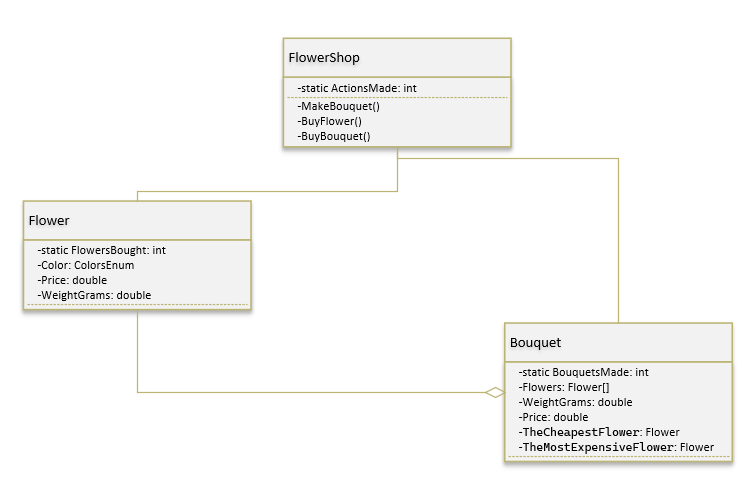 FlowerShop
-static ActionsMade: int
-MakeBouquet()
-BuyFlower()
-BuyBouquet()
Flower
-static FlowersBought: int
-Color: ColorsEnum
-Price: double
-WeightGrams: double
Bouquet
-static BouquetsMade: int
-Flowers: Flower[]
-WeightGrams: double
-Price: double
-TheCheapestFlower: Flower
-TheMostExpensiveFlower: Flower